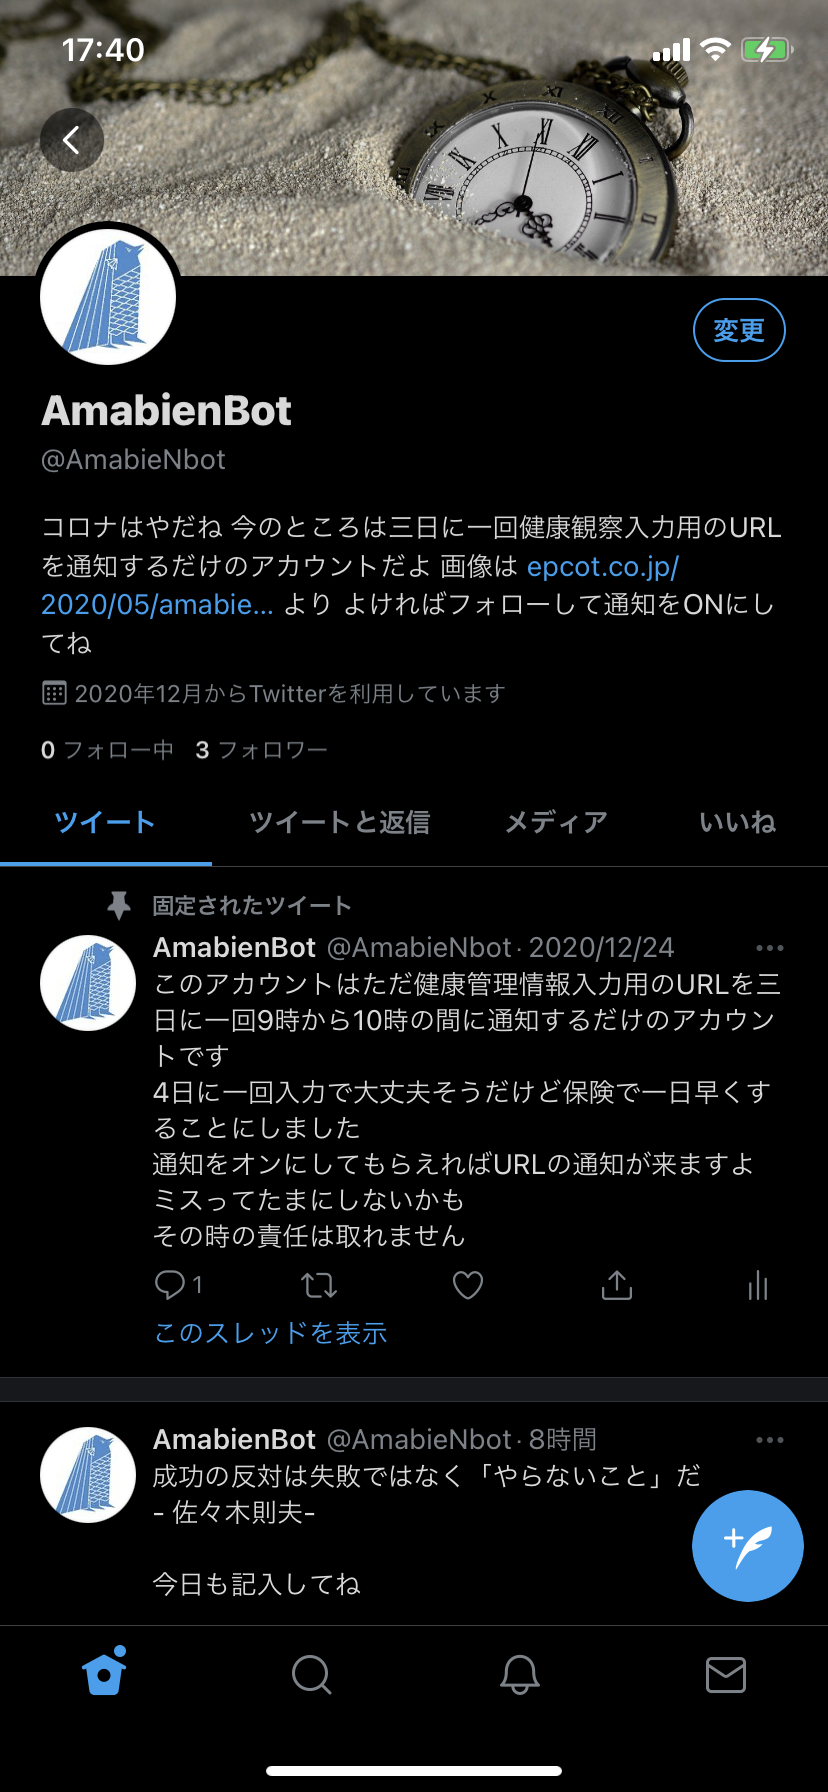 17:40
変更
AmabienBot
@AmabieNbot
コロナはやだね 今のところは三日に一回健康観察入力用のURL
を通知するだけのアカウントだよ 画像は epcot.co.jp/
2020/05/amabie… より よければフォローして通知をONにし
てね
2020年12月からTwitterを利用しています
0 フォロー中 3 フォロワー
ツイート ツイートと返信 メディア いいね
固定されたツイート
AmabienBot @AmabieNbot · 2020/12/24
このアカウントはただ健康管理情報入力用のURLを三
日に一回9時から10時の間に通知するだけのアカウン
トです
4日に一回入力で大丈夫そうだけど保険で一日早くす
ることにしました
通知をオンにしてもらえればURLの通知が来ますよ
ミスってたまにしないかも
その時の責任は取れません
1
このスレッドを表示
AmabienBot @AmabieNbot · 8時間
成功の反対は失敗ではなく「やらないこと」だ
- 佐々木則夫-
今日も記入してね